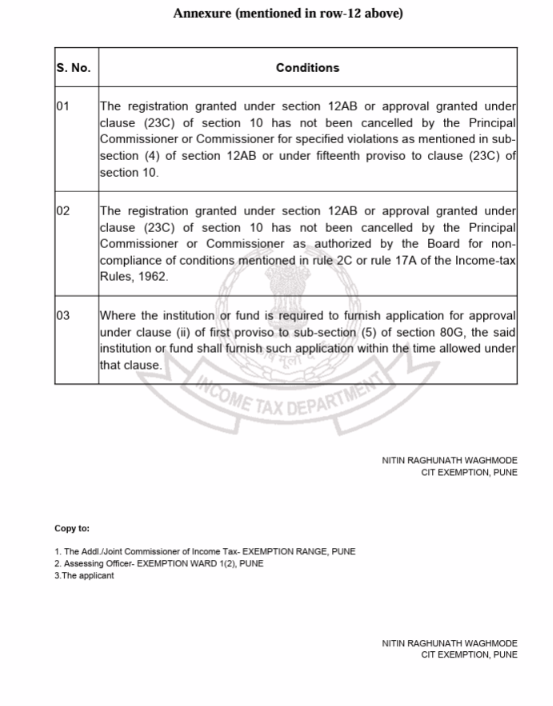 Annexure (mentioned in row-12 above)
S. No. Conditions
01 The registration granted under section 12AB or approval granted under
clause (23C) of section 10 has not been cancelled by the Principal
Commissioner or Commissioner for specified violations as mentioned in sub-
section (4) of section 12AB or under fifteenth proviso to clause (23C) of
section 10.
02 The registration granted under section 12AB or approval granted under
clause (23C) of section 10 has not been cancelled by the Principal
Commissioner or Commissioner as authorized by the Board for non-
compliance of conditions mentioned in rule 2C or rule 17A of the Income-tax
Rules, 1962.
03 Where the institution or fund is required to furnish application for approval
under clause (ii) of first proviso to sub-section (5) of section 80G, the said
institution or fund shall furnish such application within the time allowed under
that clause.
INCOME TAX DEPARTMENT
NITIN RAGHUNATH WAGHMODE
CIT EXEMPTION, PUNE
Copy to:
1. The Addl./Joint Commissioner of Income Tax- EXEMPTION RANGE, PUNE
2. Assessing Officer- EXEMPTION WARD 1(2), PUNE
3.The applicant
NITIN RAGHUNATH WAGHMODE
CIT EXEMPTION, PUNE